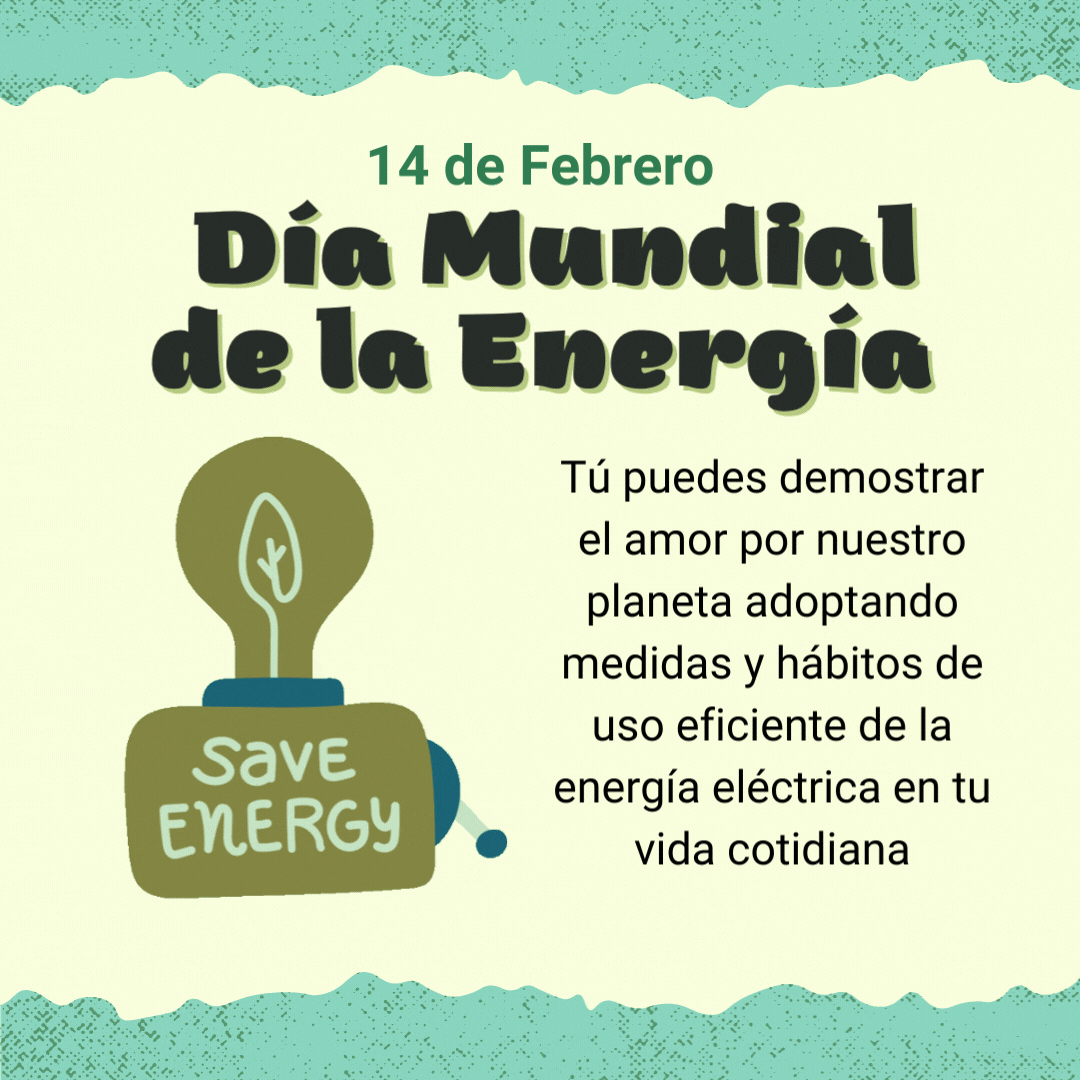 14 de Febrero
Día Mundial
de la Energía
Tú puedes demostrar
el amor por nuestro
planeta adoptando
medidas y hábitos de
uso eficiente de la
energía eléctrica en tu
vida cotidiana
SaVE
ENERGY